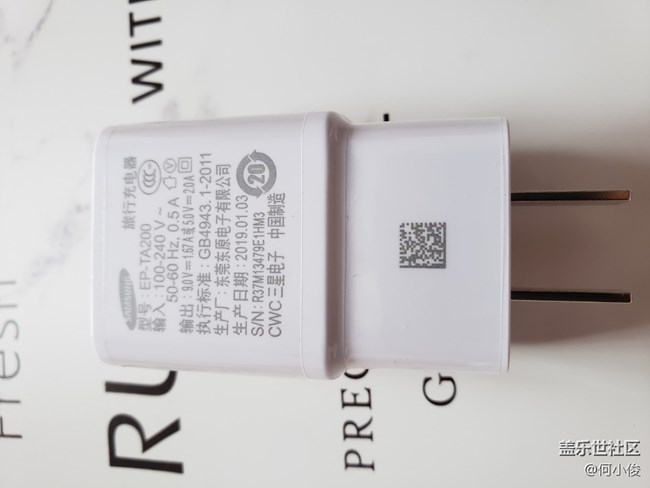 SAMSUNG
旅行充电器
型号：EP-TA200
输入：100-240 V~
50-60 Hz, 0.5 A
输出：9.0V⎓1.67A或5.0V⎓2.0A
执行标准：GB4943.1-2011
生产厂：东莞东原电子有限公司
生产日期：2019.01.03
S/N：R37M13479E1HM3
CWC 三星电子 中国制造
CCC
V
20
Fresh
RU
WITH
PREC
G
盖乐世社区
@何小俊